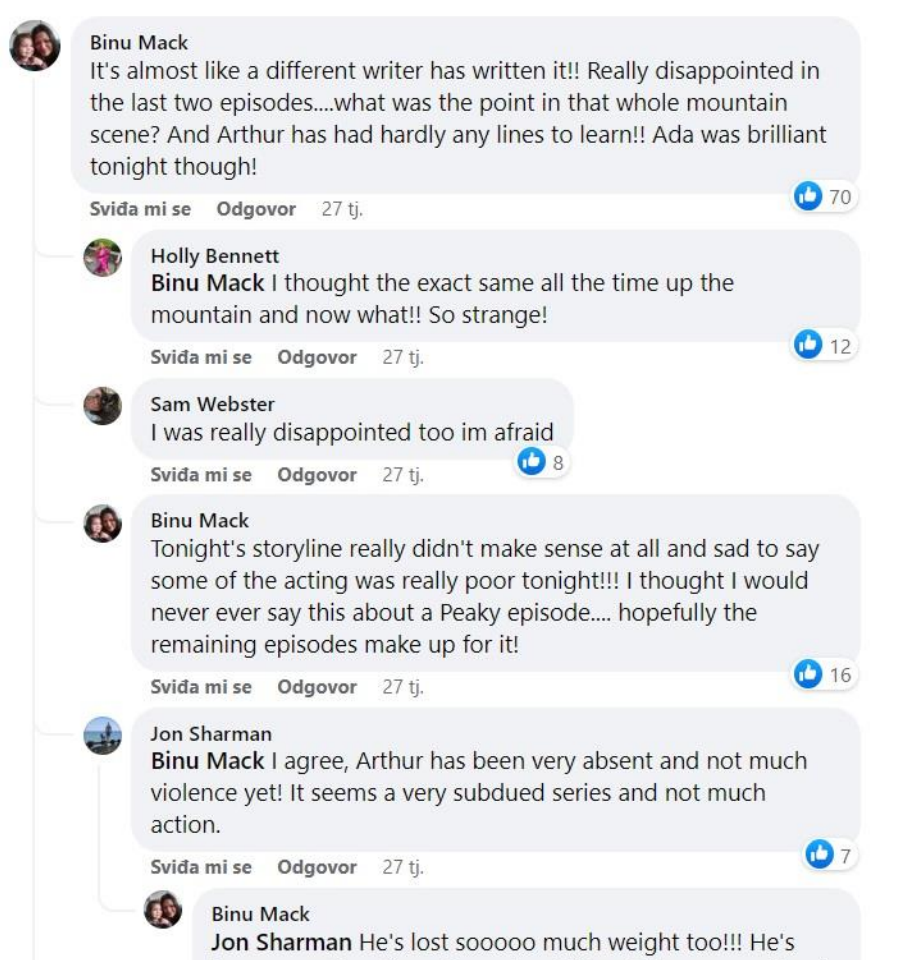 Binu Mack
It's almost like a different writer has written it!! Really disappointed in
the last two episodes....what was the point in that whole mountain
scene? And Arthur has had hardly any lines to learn!! Ada was brilliant
tonight though!
70
Sviđa mi se Odgovor 27 tj.
Holly Bennett
Binu Mack I thought the exact same all the time up the
mountain and now what!! So strange!
12
Sviđa mi se Odgovor 27 tj.
Sam Webster
I was really disappointed too im afraid
8
Sviđa mi se Odgovor 27 tj.
Binu Mack
Tonight's storyline really didn't make sense at all and sad to say
some of the acting was really poor tonight!!! I thought I would
never ever say this about a Peaky episode.... hopefully the
remaining episodes make up for it!
16
Sviđa mi se Odgovor 27 tj.
Jon Sharman
Binu Mack I agree, Arthur has been very absent and not much
violence yet! It seems a very subdued series and not much
action.
7
Sviđa mi se Odgovor 27 tj.
Binu Mack
Jon Sharman He's lost sooooo much weight too!!! He's